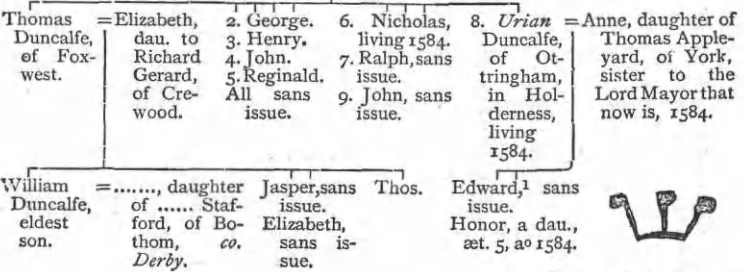 Thomas
Duncalfe,
of Fox-
west.
=Elizabeth,
dau. to
Richard
Gerard,
of Cre-
wood.
2. George.
3. Henry.
4. John.
5. Reginald.
All sans
issue.
6. Nicholas,
living 1584.
7. Ralph, sans
issue.
9. John, sans
issue.
8. Urian
Duncalfe,
of Ot-
tringham,
in Hol-
derness,
living
1584.
=Anne, daughter of
Thomas Apple-
yard, of York,
sister to the
Lord Mayor that
now is, 1584.
William
Duncalfe,
eldest
son.
=......., daughter
of ...... Staf-
ford, of Bo-
thom, co.
Derby.
Jasper, sans
issue.
Elizabeth,
sans is-
sue.
Thos.
Edward,¹ sans
issue.
Honor, a dau.,
æt. 5, aº 1584.